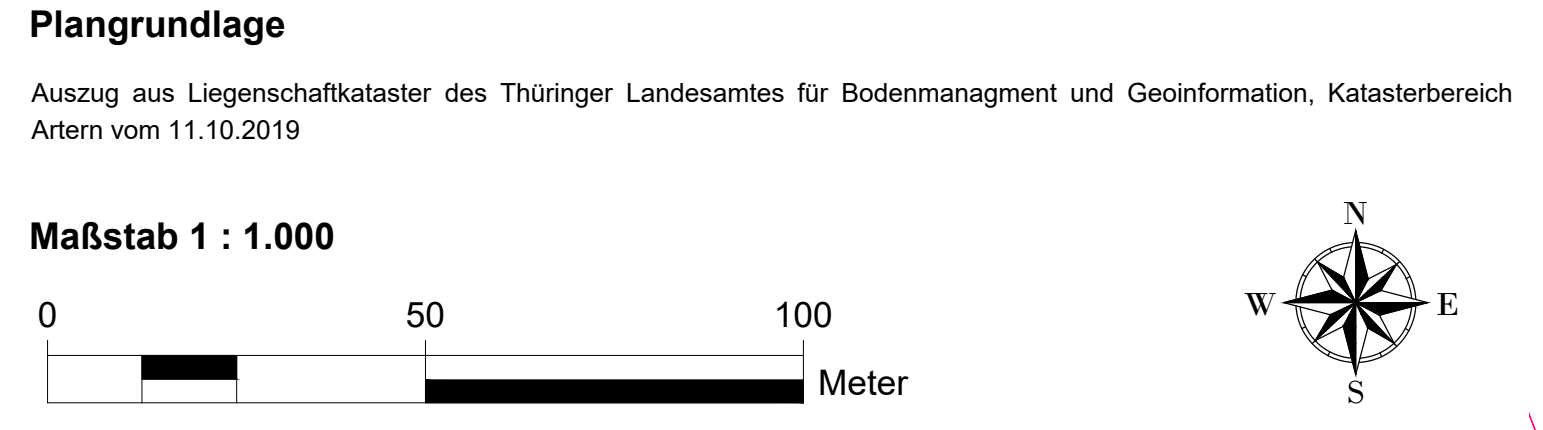 Plangrundlage
Auszug aus Liegenschaftkataster des Thüringer Landesamtes für Bodenmanagment und Geoinformation, Katasterbereich
Artern vom 11.10.2019
Maßstab 1 : 1.000
0 50 100
Meter
N
W E
S